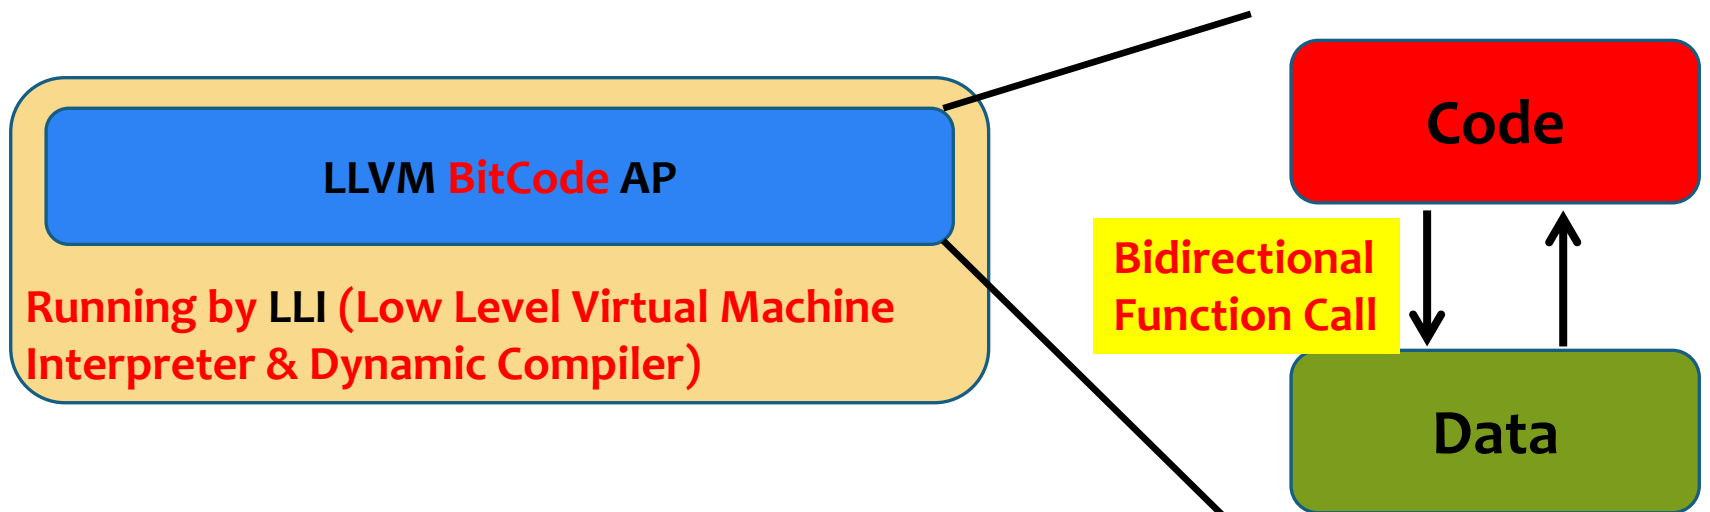 LLVM BitCode AP
Running by LLI (Low Level Virtual Machine
Interpreter & Dynamic Compiler)
Code
Bidirectional
Function Call
Data